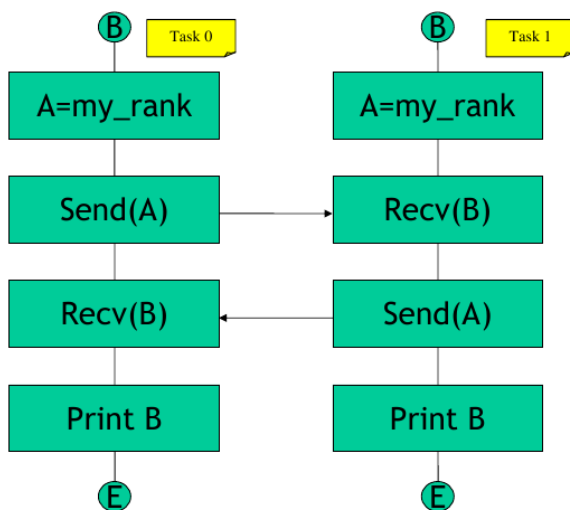 B
Task 0
A=my_rank
Send(A)
Recv(B)
Print B
E
B
Task 1
A=my_rank
Recv(B)
Send(A)
Print B
E